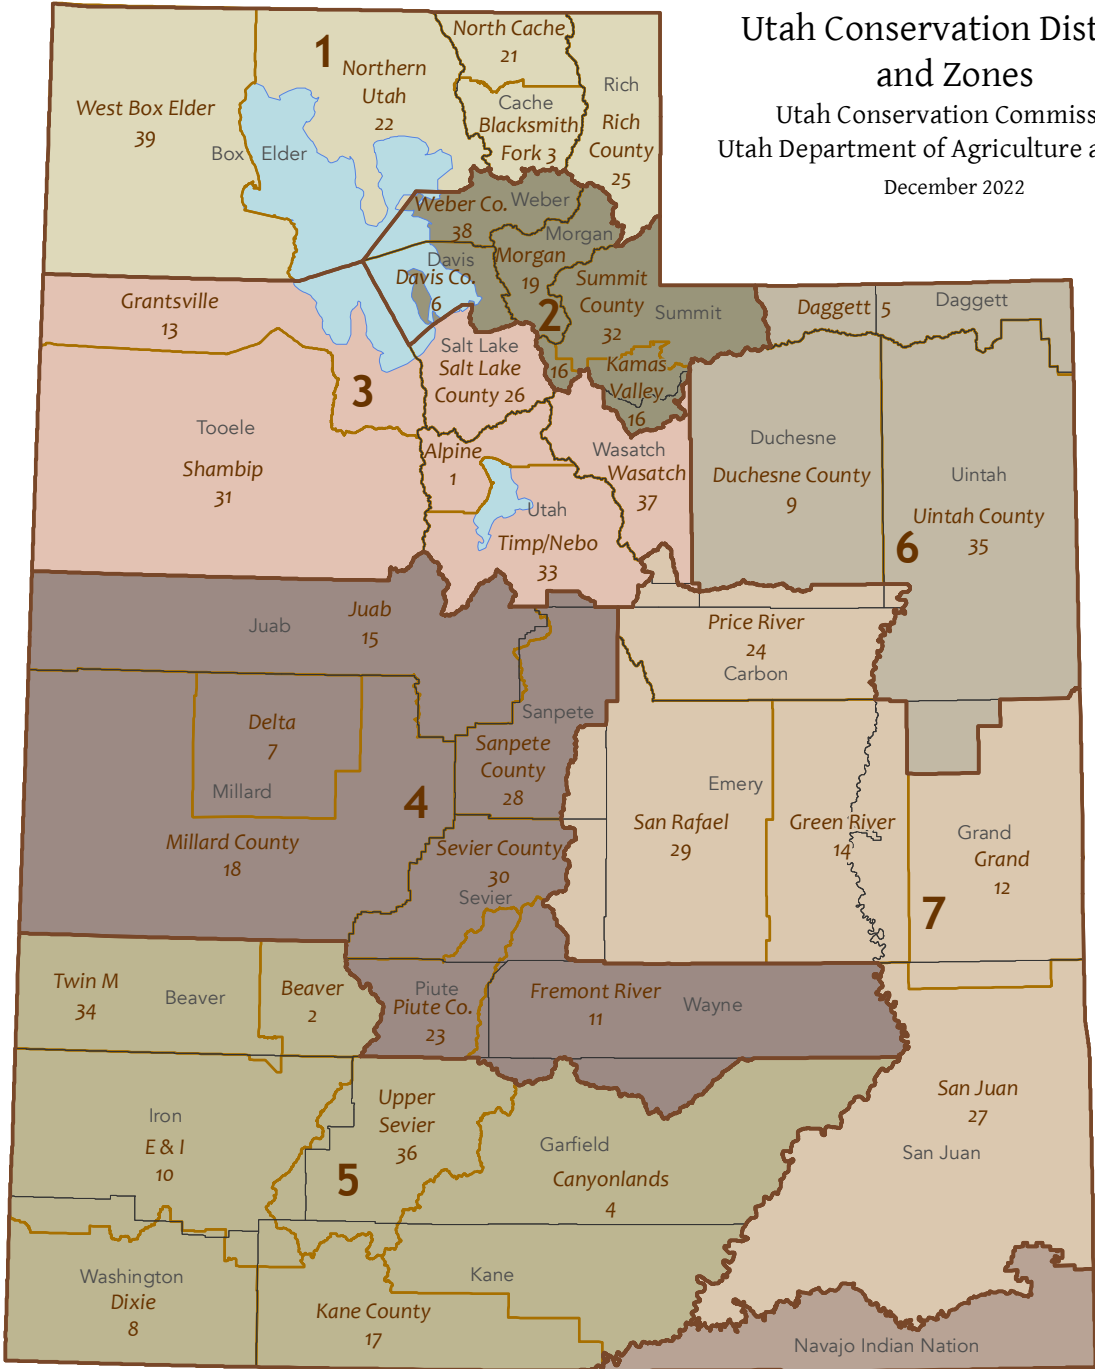 Utah Conservation Dist
and Zones
Utah Conservation Commiss
Utah Department of Agriculture a
December 2022
1
North Cache
21
Northern
Utah
22
Rich
West Box Elder
39
Cache
Blacksmith
Fork 3
Rich
County
25
Box Elder
Weber Co.
38
Weber
Morgan
Davis
Davis Co.
6
Morgan
19
Summit
County
32
2
Summit
Daggett 5
Daggett
Grantsville
13
Salt Lake
Salt Lake
County 26
16
Kamas
Valley
16
3
Tooele
Shambip
31
Alpine
1
Wasatch
Wasatch
37
Duchesne
Duchesne County
9
Uintah
Uintah County
35
6
Utah
Timp/Nebo
33
Juab
Juab
15
Price River
24
Carbon
Delta
7
Millard
Sanpete
Sanpete
County
28
4
Emery
Millard County
18
Sevier County
30
Sevier
San Rafael
29
Green River
14
Grand
Grand
12
7
Twin M
34
Beaver
Beaver
2
Piute
Piute Co.
23
Fremont River
11
Wayne
Iron
E & I
10
Upper
Sevier
36
5
Garfield
Canyonlands
4
San Juan
27
San Juan
Washington
Dixie
8
Kane
Kane County
17
Navajo Indian Nation